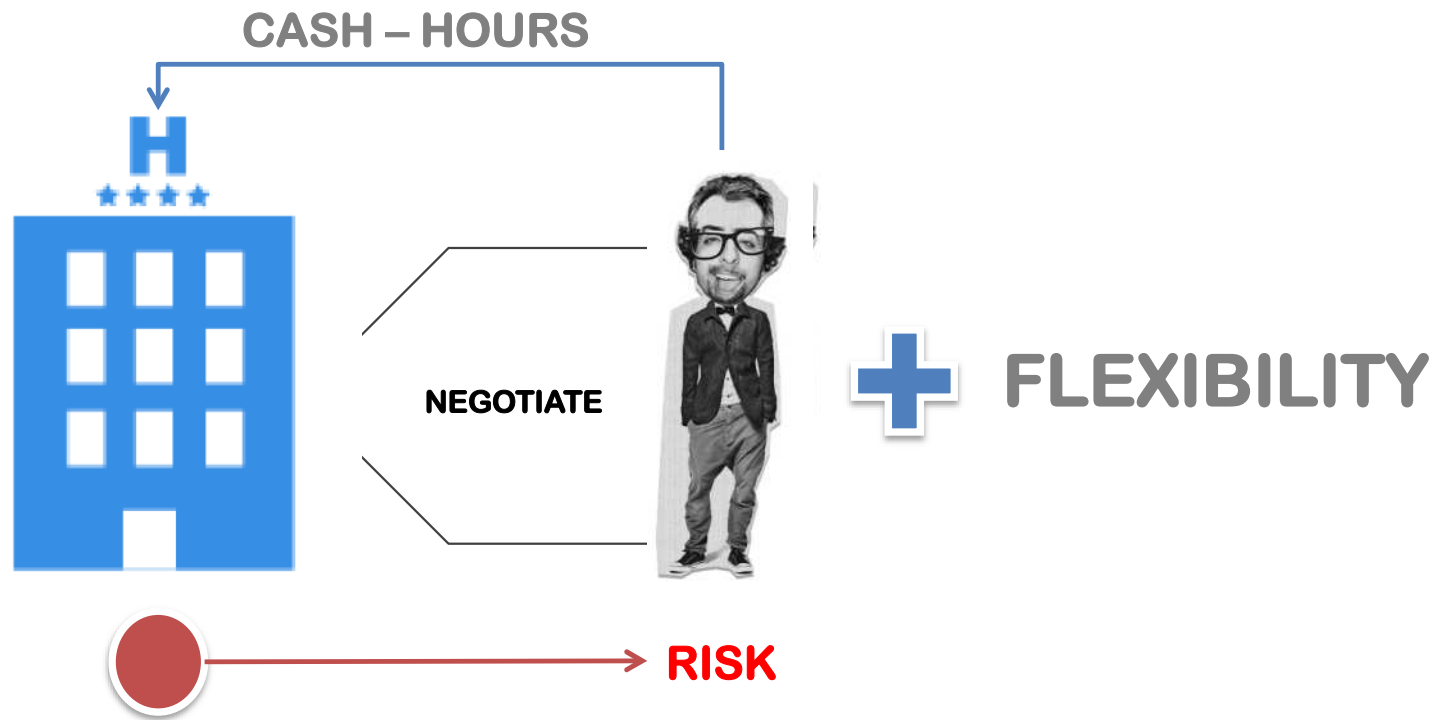 CASH – HOURS
H
NEGOTIATE
FLEXIBILITY
RISK